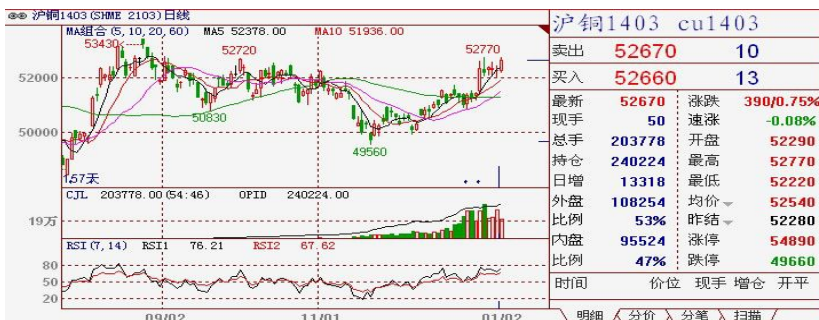 沪铜1403(SHME 2103)日线
MA组合(5,10,20,60) MA5 52378.00 MA10 51936.00
53430
52720
52770
52000
50830
50000
49560
157天
CJL 203778.00(54:46) OPID 240224.00
19万
RSI(7,14) RSI1 76.21 RSI2 67.62
80
50
20
09/02 11/01 01/02
沪铜1403 cu1403
卖出 52670 10
买入 52660 13
最新 52670 涨跌 390/0.75%
现手 50 速涨 -0.08%
总手 203778 开盘 52290
持仓 240224 最高 52770
日增 13318 最低 52220
外盘 108254 均价 52540
比例 53% 昨结 52280
内盘 95524 涨停 54890
比例 47% 跌停 49660
时间 价位 现手 增仓 开平
明细 分价 分笔 扫描